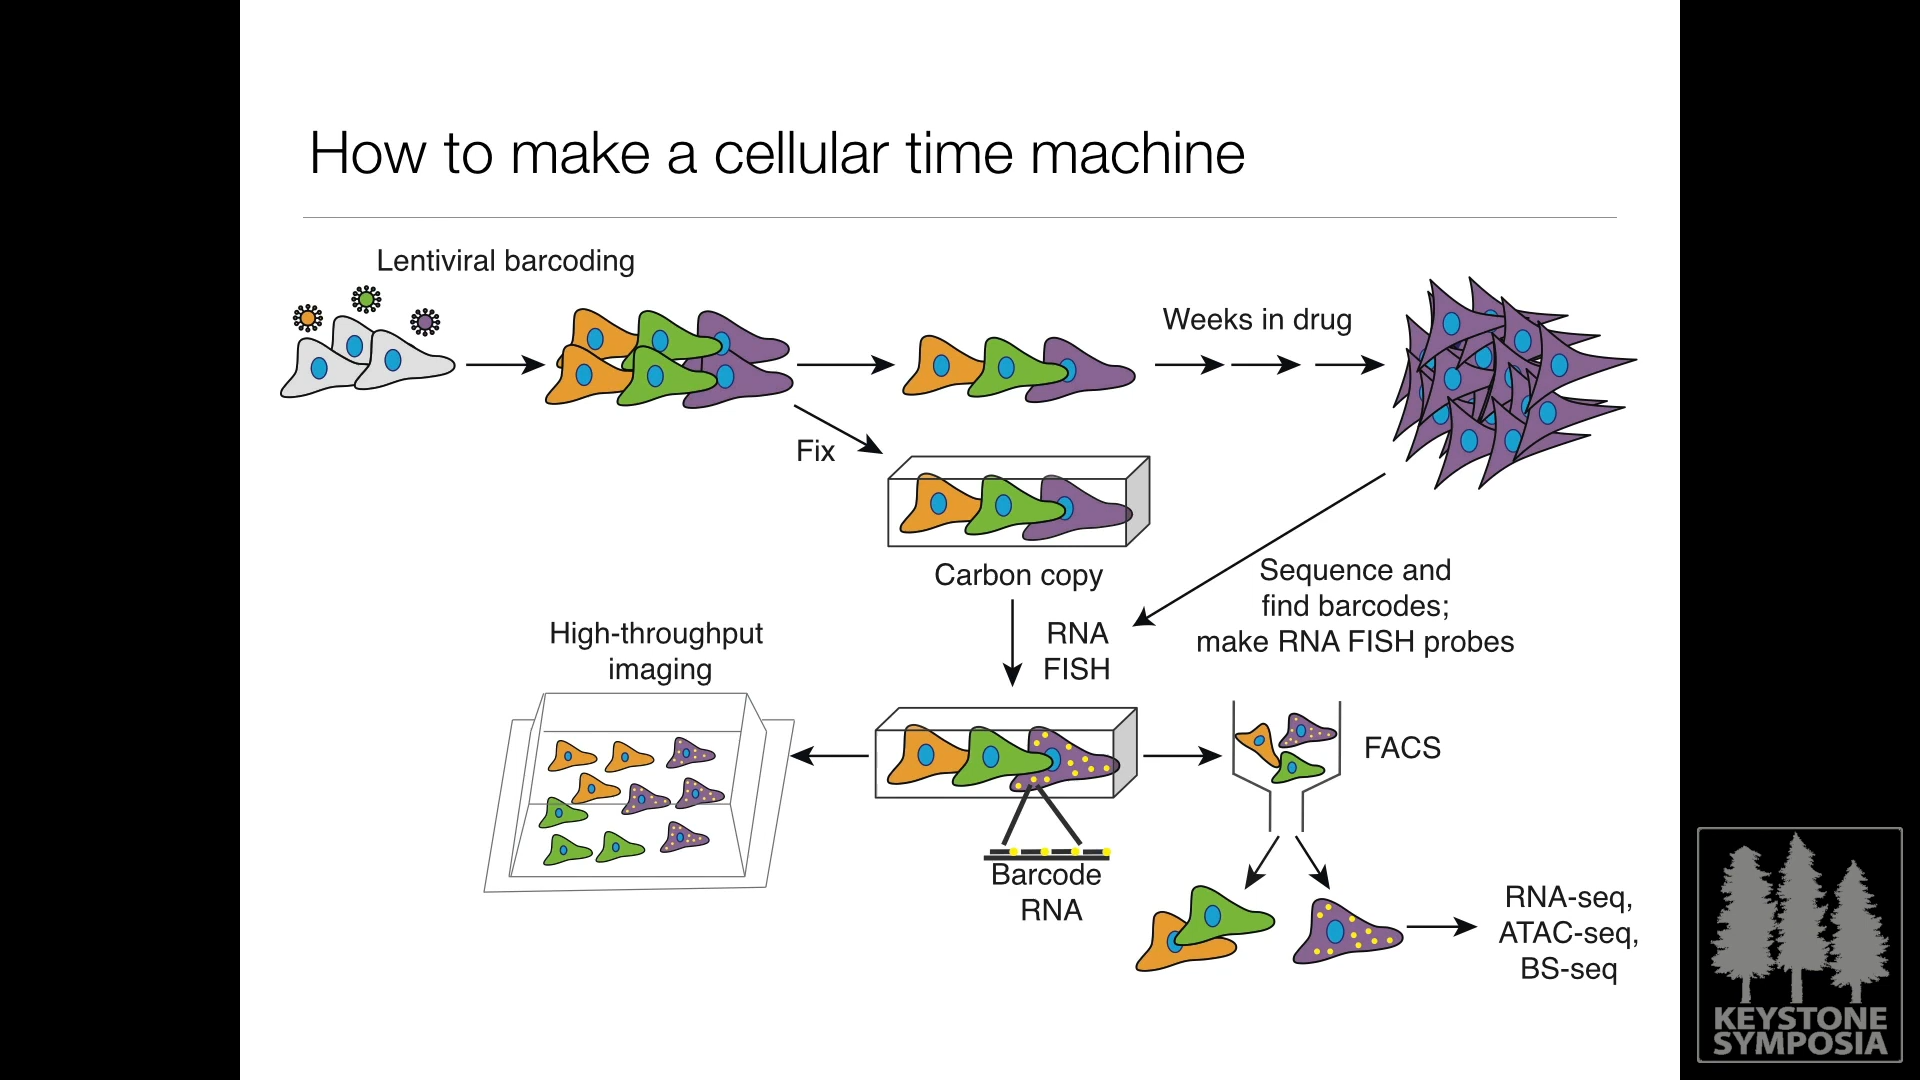 How to make a cellular time machine
Lentiviral barcoding
Weeks in drug
Fix
Carbon copy
Sequence and
find barcodes;
make RNA FISH probes
RNA
FISH
High-throughput
imaging
FACS
Barcode
RNA
RNA-seq,
ATAC-seq,
BS-seq
KEYSTONE
SYMPOSIA